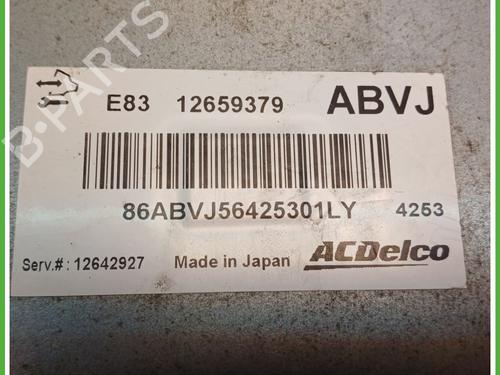 E83 12659379 ABVJ
86ABVJ56425301LY 4253
Serv.# : 12642927 Made in Japan ACDelco
B-PARTS